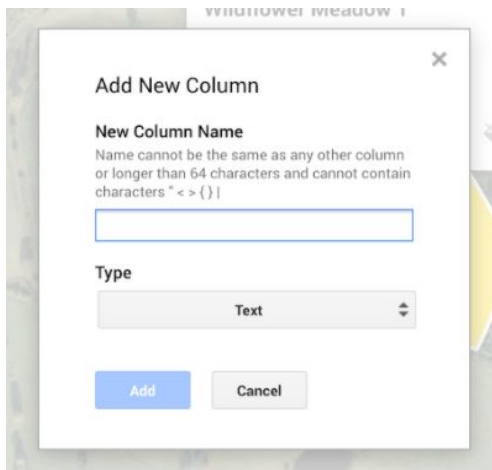 Wildflower Meadow 1
Add New Column
New Column Name
Name cannot be the same as any other column
or longer than 64 characters and cannot contain
characters " < > { } |
Type
Text
Add
Cancel